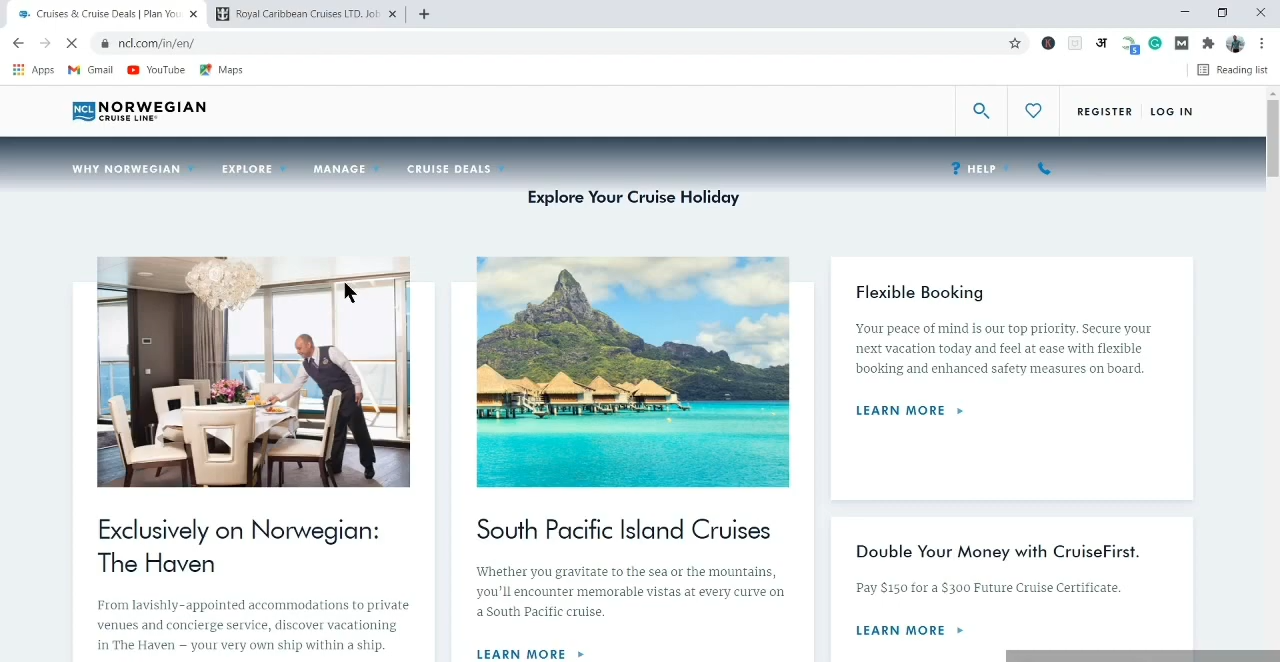 Cruises & Cruise Deals | Plan You
Royal Caribbean Cruises LTD. Job
ncl.com/in/en/
Apps
Gmail
YouTube
Maps
Reading list
NCL NORWEGIAN
CRUISE LINE®
REGISTER
LOG IN
WHY NORWEGIAN
EXPLORE
MANAGE
CRUISE DEALS
? HELP
Explore Your Cruise Holiday
Exclusively on Norwegian:
The Haven
From lavishly-appointed accommodations to private
venues and concierge service, discover vacationing
in The Haven – your very own ship within a ship.
South Pacific Island Cruises
Whether you gravitate to the sea or the mountains,
you'll encounter memorable vistas at every curve on
a South Pacific cruise.
LEARN MORE
Flexible Booking
Your peace of mind is our top priority. Secure your
next vacation today and feel at ease with flexible
booking and enhanced safety measures on board.
LEARN MORE
Double Your Money with CruiseFirst.
Pay $150 for a $300 Future Cruise Certificate.
LEARN MORE